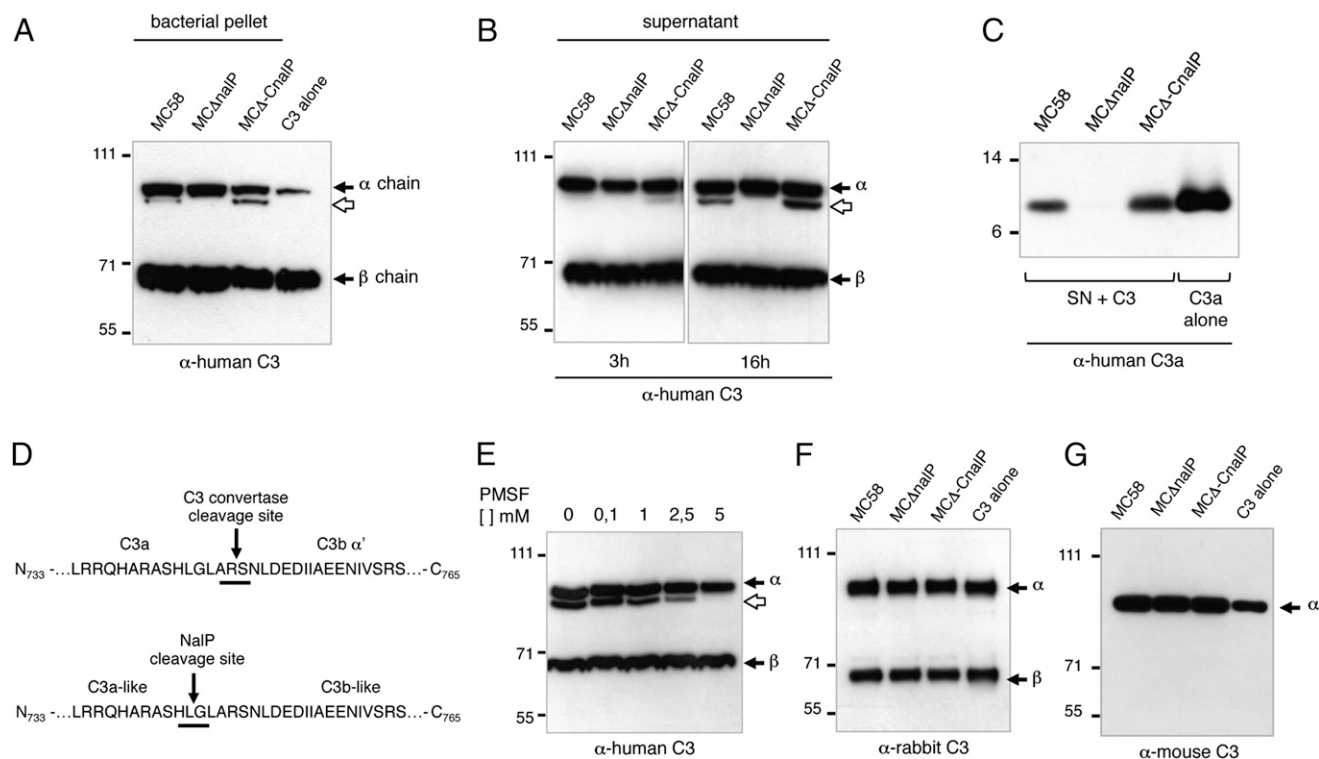 A
bacterial pellet
MC58
MCΔnalP
MCΔ-CnalP
C3 alone
111
71
55
α chain
β chain
α-human C3
B
supernatant
MC58
MCΔnalP
MCΔ-CnalP
MC58
MCΔnalP
MCΔ-CnalP
111
71
55
α
β
3h
16h
α-human C3
C
MC58
MCΔnalP
MCΔ-CnalP
14
6
SN + C3
C3a
alone
α-human C3a
D
C3 convertase
cleavage site
C3a
C3b α'
N733 -...LRRQHARASHLGLARSNLDEDIIAEENIVSRS...- C765
NalP
cleavage site
C3a-like
C3b-like
N733 -...LRRQHARASHLGLARSNLDEDIIAEENIVSRS...- C765
E
PMSF
[ ] mM
0
0,1
1
2,5
5
111
71
55
α
β
α-human C3
F
MC58
MCΔnalP
MCΔ-CnalP
C3 alone
111
71
55
α
β
α-rabbit C3
G
MC58
MCΔnalP
MCΔ-CnalP
C3 alone
111
71
55
α
α-mouse C3